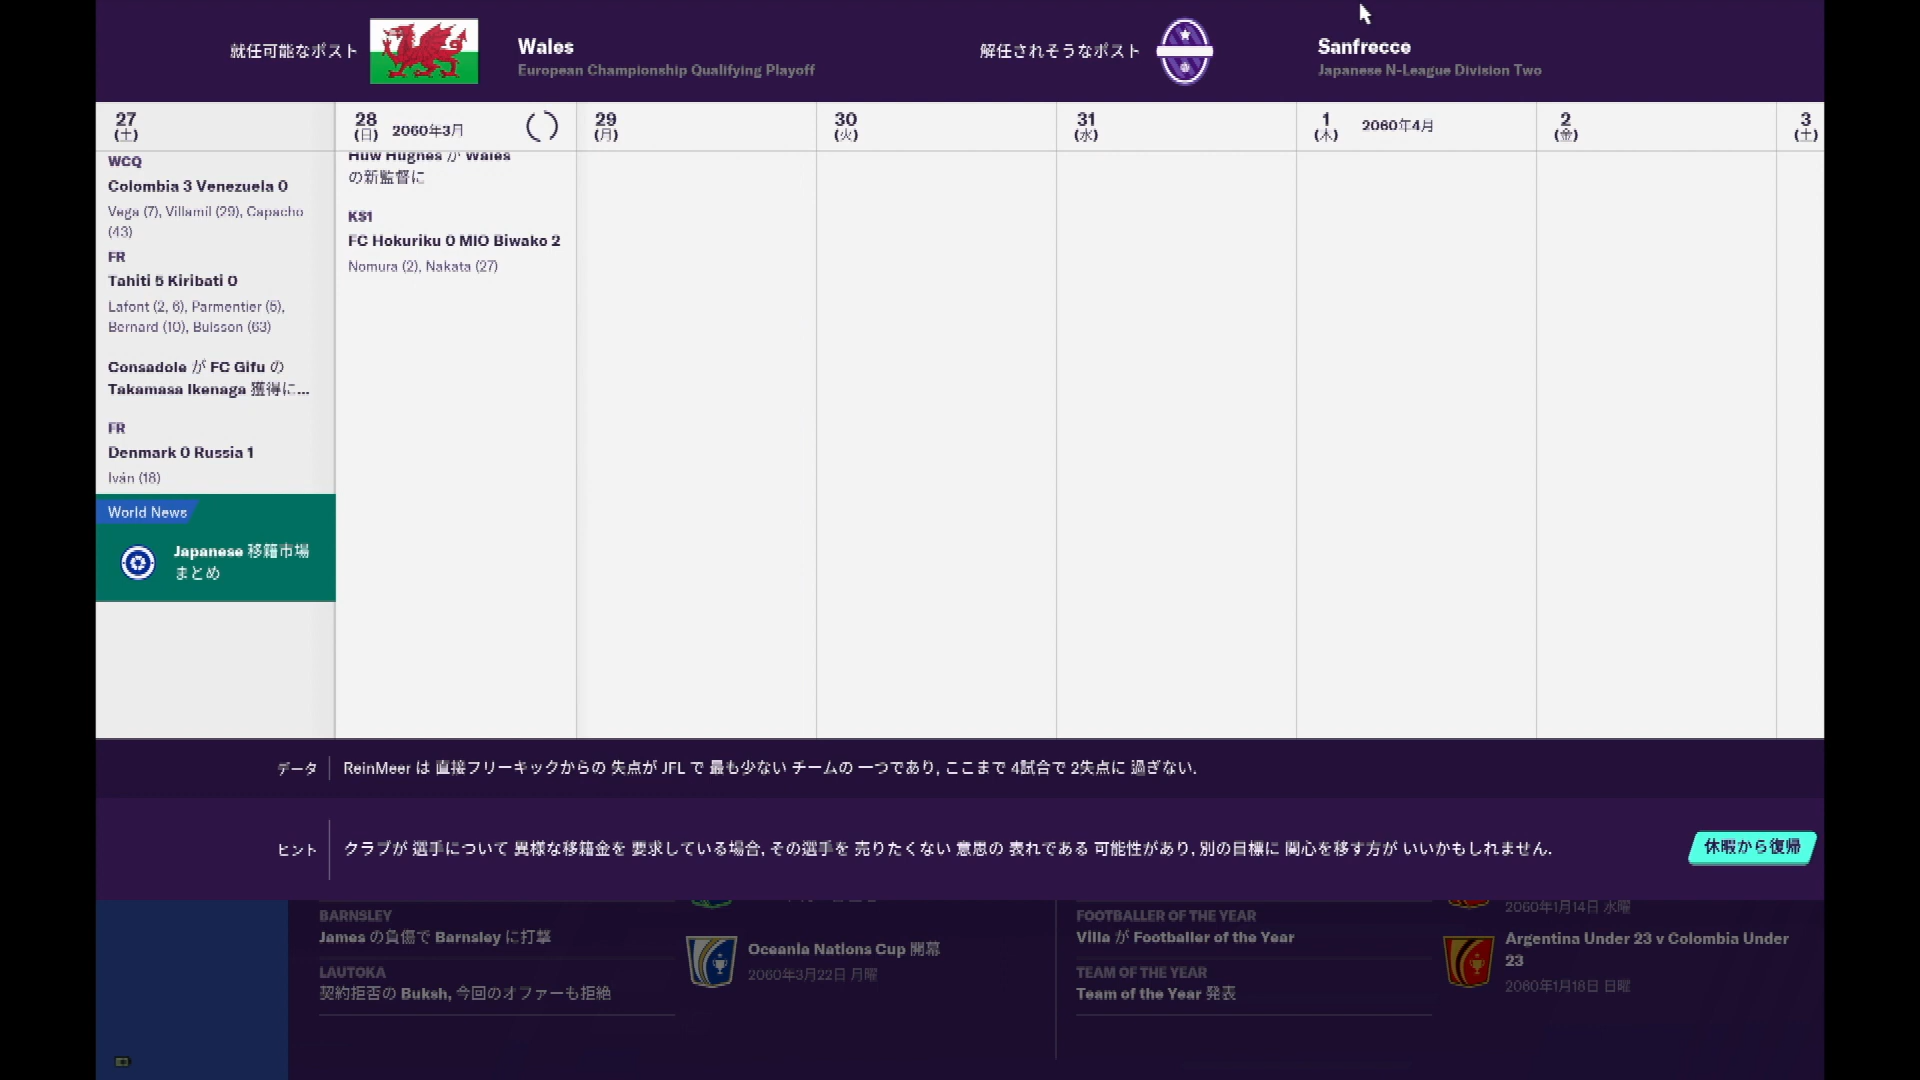 就任可能なポスト
Wales
European Championship Qualifying Playoff
解任されそうなポスト
Sanfrecce
Japanese N-League Division Two
27
(土)
28
(日)
2060年3月
29
(月)
30
(火)
31
(水)
1
(木)
2060年4月
2
(金)
3
(土)
WCQ
Colombia 3 Venezuela 0
Vega (7), Villamil (29), Capacho
(43)
FR
Tahiti 5 Kiribati 0
Lafont (2, 6), Parmentier (5),
Bernard (10), Buisson (63)
Consadole が FC Gifu の
Takamasa Ikenaga 獲得に...
FR
Denmark 0 Russia 1
Iván (18)
World News
Japanese 移籍市場
まとめ
Huw Hughes が Wales
の新監督に
KS1
FC Hokuriku 0 MIO Biwako 2
Nomura (2), Nakata (27)
データ
ReinMeer は 直接フリーキックからの 失点が JFL で 最も少ない チームの 一つであり, ここまで 4試合で 2失点に 過ぎない.
ヒント
クラブが 選手について 異様な移籍金を 要求している場合, その選手を 売りたくない 意思の 表れである 可能性があり, 別の目標に 関心を移す方が いいかもしれません.
休暇から復帰
BARNSLEY
James の負傷で Barnsley に打撃
LAUTOKA
契約拒否の Buksh, 今回のオファーも拒絶
Oceania Nations Cup 開幕
2060年3月22日 月曜
FOOTBALLER OF THE YEAR
Villa が Footballer of the Year
TEAM OF THE YEAR
Team of the Year 発表
2060年1月14日 水曜
Argentina Under 23 v Colombia Under
23
2060年1月18日 日曜